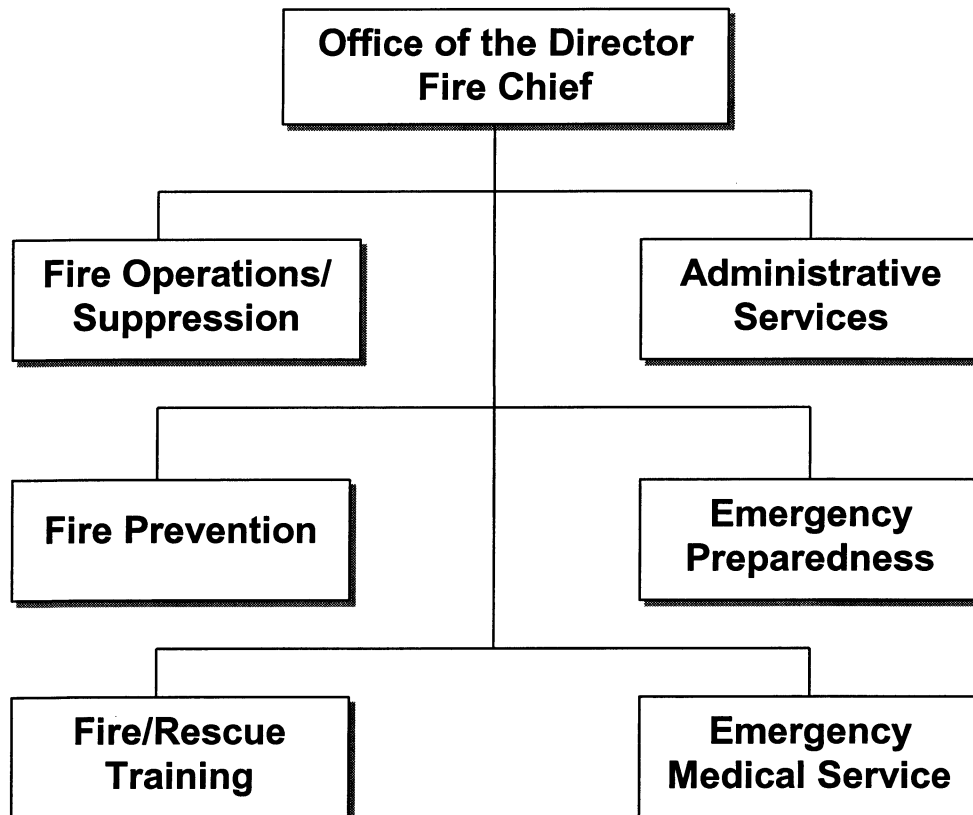 Office of the Director
Fire Chief
Fire Operations/
Suppression
Administrative
Services
Fire Prevention
Emergency
Preparedness
Fire/Rescue
Training
Emergency
Medical Service